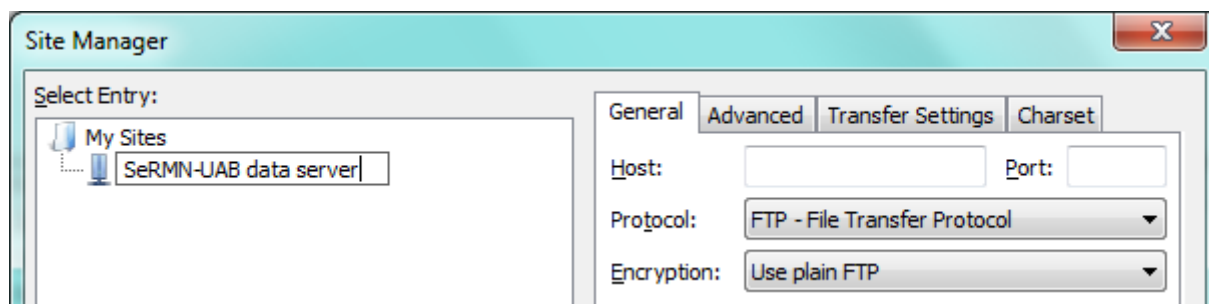 Site Manager
Select Entry:
My Sites
SeRMN-UAB data server
General Advanced Transfer Settings Charset
Host: Port:
Protocol: FTP - File Transfer Protocol
Encryption: Use plain FTP